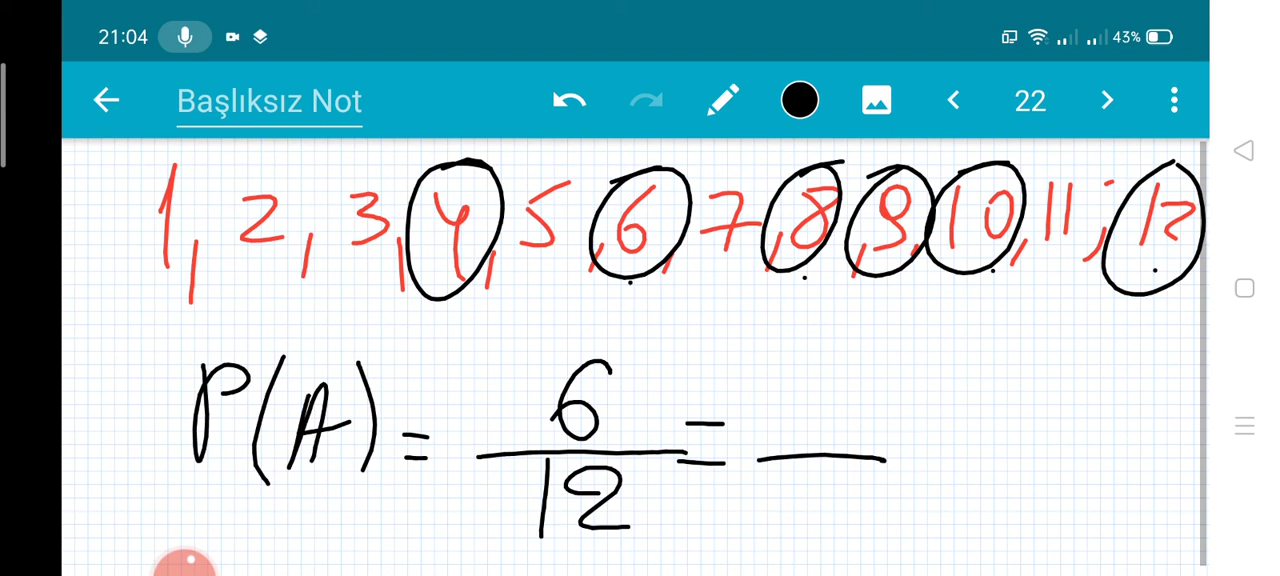 21:04 43%
Başlıksız Not 22
1, 2, 3, 4, 5, 6, 7, 8, 9, 10, 11, 12
P(A) = 6/12 =